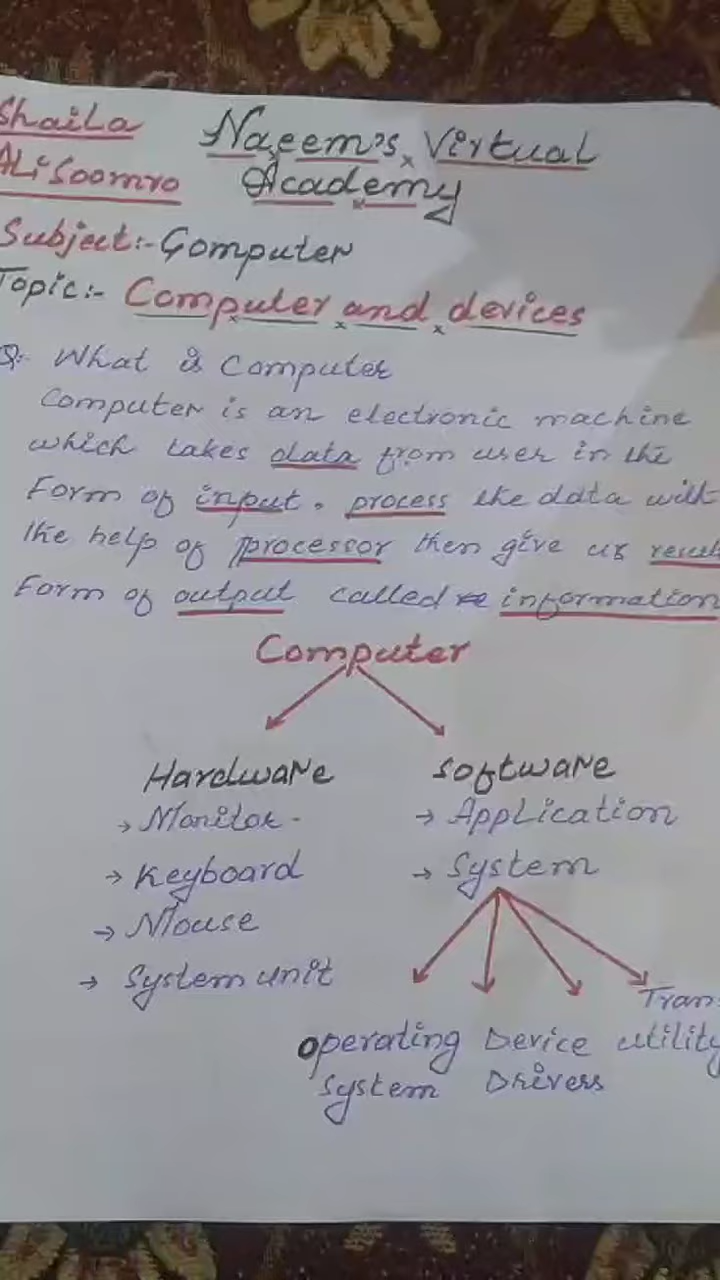 Shaila
Ali Soomro
Naeem's Virtual
Academy
Subject:- Computer
Topic:- Computer and devices
Q:- What is Computer
Computer is an electronic machine
which takes data from user in the
Form of input. process the data with
the help of processor then give us
Form of output called information
Computer
Hardware
Software
→ Monitor
→ Keyboard
→ Mouse
→ System unit
→ Application
→ System
Operating
System
Device
Drivers
utility
Tran